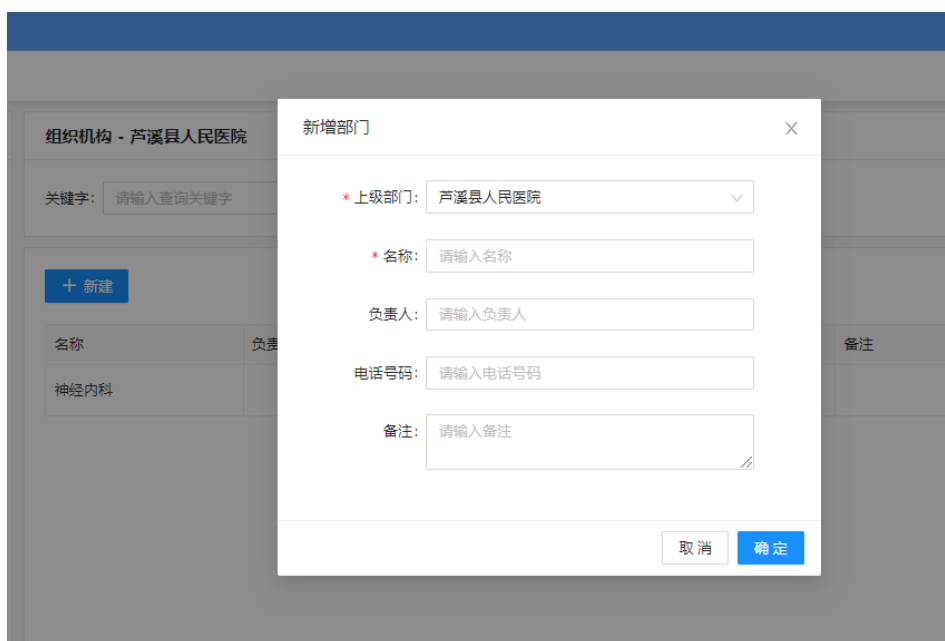 组织机构 - 芦溪县人民医院
关键字： 请输入查询关键字
新建
名称 负责 备注
神经内科
新增部门
* 上级部门： 芦溪县人民医院
* 名称： 请输入名称
负责人： 请输入负责人
电话号码： 请输入电话号码
备注： 请输入备注
取消 确定